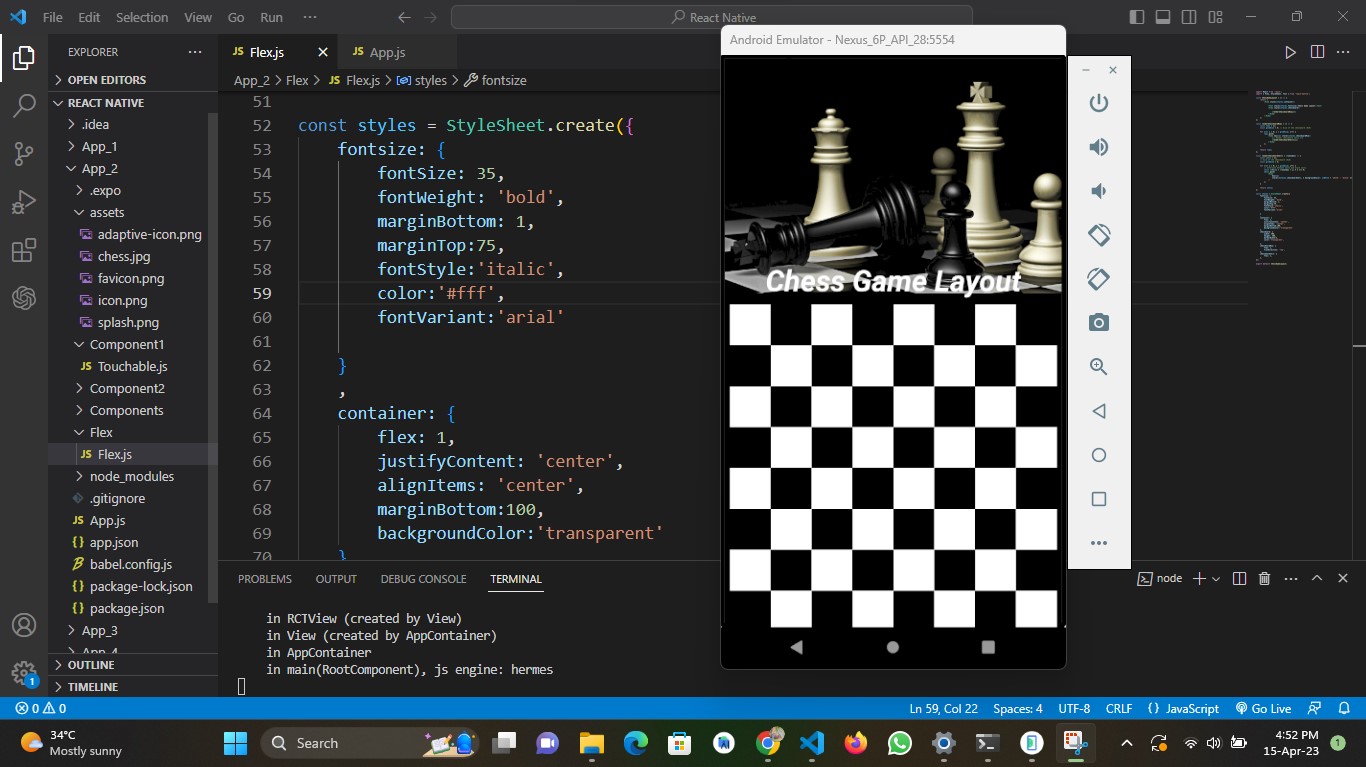 File Edit Selection View Go Run ··· React Native
EXPLORER ···
OPEN EDITORS
REACT NATIVE
.idea
App_1
App_2
.expo
assets
adaptive-icon.png
chess.jpg
favicon.png
icon.png
splash.png
Component1
JS Touchable.js
Component2
Components
Flex
JS Flex.js
node_modules
.gitignore
JS App.js
{} app.json
babel.config.js
{} package-lock.json
{} package.json
App_3
App_4
OUTLINE
TIMELINE
JS Flex.js JS App.js
App_2 > Flex > JS Flex.js > styles > fontsize
51
52 const styles = StyleSheet.create({
53 fontsize: {
54 fontSize: 35,
55 fontWeight: 'bold',
56 marginBottom: 1,
57 marginTop:75,
58 fontStyle:'italic',
59 color:'#fff',
60 fontVariant:'arial'
61
62 }
63 ,
64 container: {
65 flex: 1,
66 justifyContent: 'center',
67 alignItems: 'center',
68 marginBottom:100,
69 backgroundColor:'transparent'
70 }
PROBLEMS OUTPUT DEBUG CONSOLE TERMINAL
node
in RCTView (created by View)
in View (created by AppContainer)
in AppContainer
in main(RootComponent), js engine: hermes
Android Emulator - Nexus_6P_API_28:5554
Chess Game Layout
1
0 0 Ln 59, Col 22 Spaces: 4 UTF-8 CRLF {} JavaScript Go Live
34°C
Mostly sunny
Search
4:52 PM
15-Apr-23
1